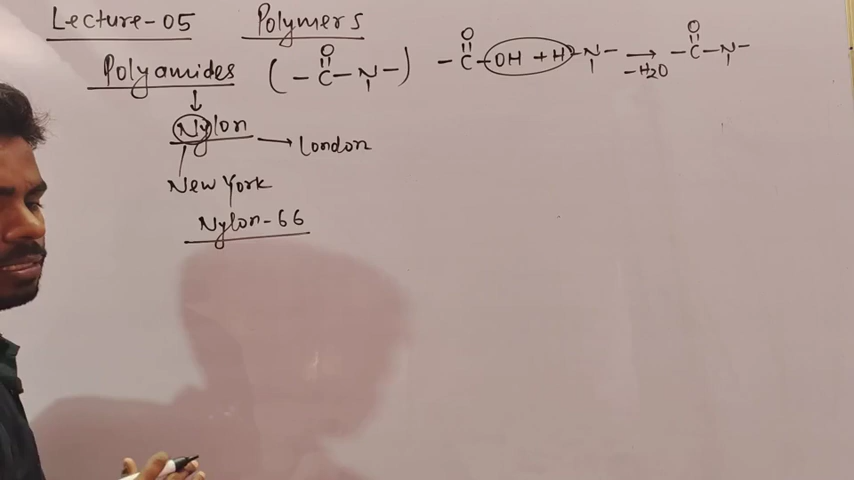 Lecture-05 Polymers
Polyamides ( -C(=O)-N- ) -C(=O)-OH + H-N- → -C(=O)-N-
-H2O
Nylon → London
New York
Nylon-66